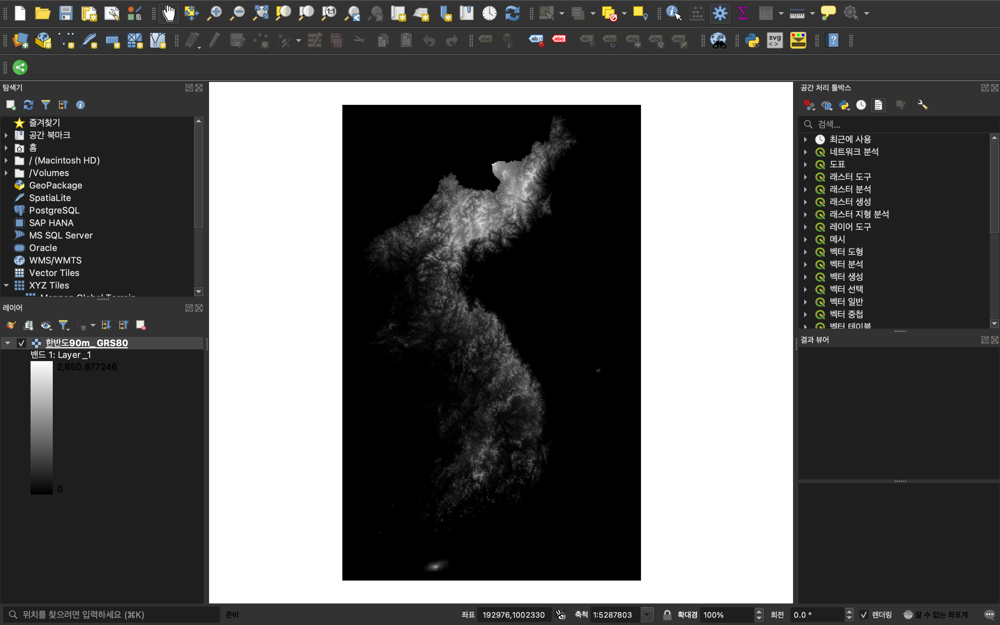 1:1
abc
ab
abc
abc
abc
abc
abc
abc
svg
<>
탐색기
즐겨찾기
공간 북마크
홈
/ (Macintosh HD)
/Volumes
GeoPackage
SpatiaLite
PostgreSQL
SAP HANA
MS SQL Server
Oracle
WMS/WMTS
Vector Tiles
XYZ Tiles
레이어
한반도90m_GRS80
밴드 1: Layer_1
2,650.677246
0
공간 처리 툴박스
검색...
최근에 사용
네트워크 분석
도표
래스터 도구
래스터 분석
래스터 생성
래스터 지형 분석
레이어 도구
메시
벡터 도형
벡터 분석
벡터 생성
벡터 선택
벡터 일반
벡터 중첩
벡터 테이블
결과 뷰어
위치를 찾으려면 입력하세요 (⌘K)
준비
좌표 192976,1002330 축척 1:5287803 확대경 100% 회전 0.0 ° 렌더링 알 수 없는 좌표계